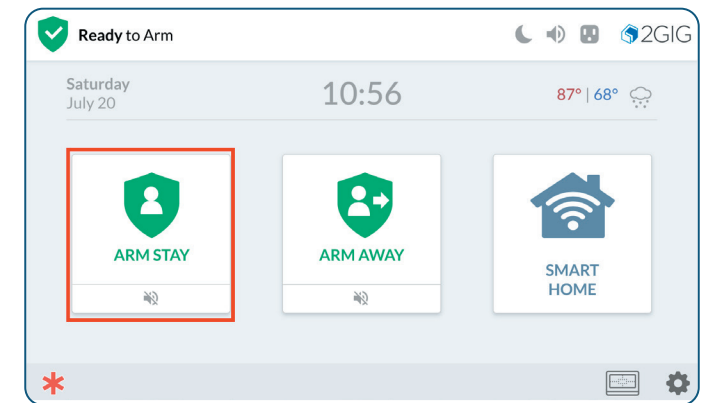 Ready to Arm
2GIG
Saturday
July 20
10:56
87° | 68°
ARM STAY
ARM AWAY
SMART
HOME